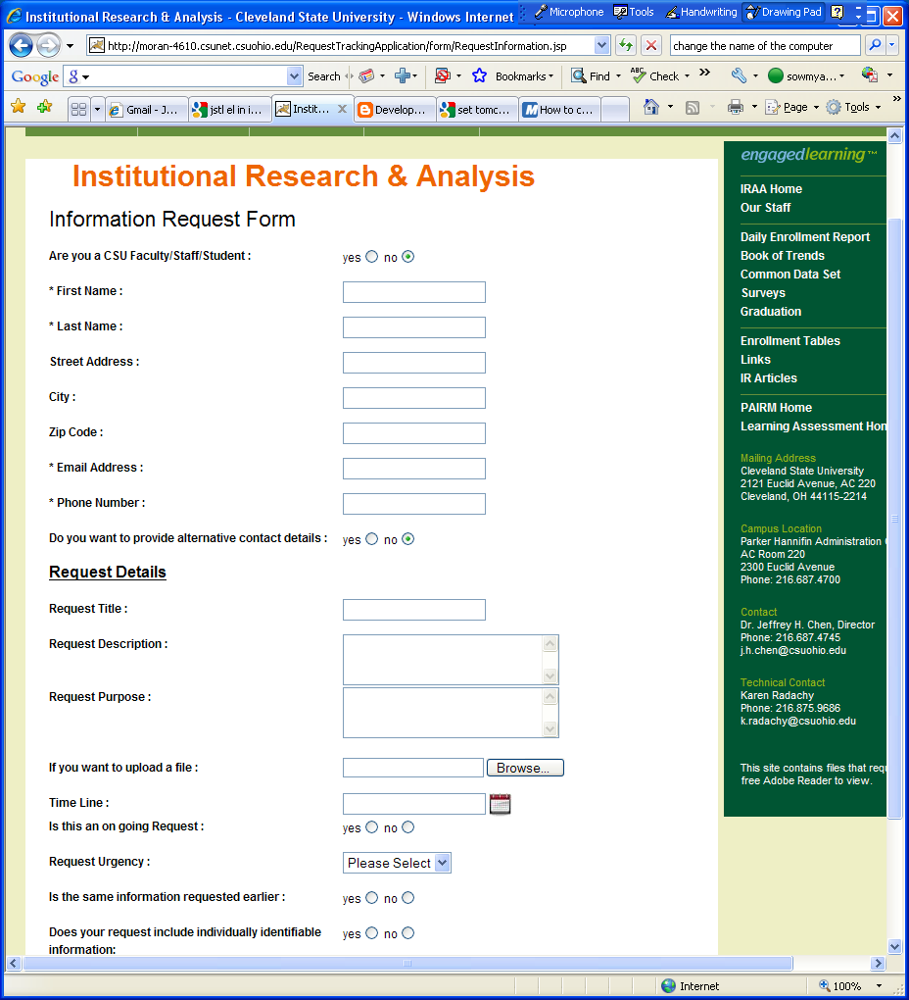 Institutional Research & Analysis - Cleveland State University - Windows Internet
Microphone Tools Handwriting Drawing Pad
http://moran-4610.csunet.csuohio.edu/RequestTrackingApplication/form/RequestInformation.jsp
change the name of the computer
Google g Search Bookmarks Find ABC Check » sowmya...
Gmail - J... jstl el in i... Instit... Develop... set tomc... How to c... Page Tools »
engagedlearning™
Institutional Research & Analysis
IRAA Home
Our Staff
Information Request Form
Daily Enrollment Report
Book of Trends
Common Data Set
Surveys
Graduation
Enrollment Tables
Links
IR Articles
PAIRM Home
Learning Assessment Hon
Mailing Address
Cleveland State University
2121 Euclid Avenue, AC 220
Cleveland, OH 44115-2214
Campus Location
Parker Hannifin Administration
AC Room 220
2300 Euclid Avenue
Phone: 216.687.4700
Contact
Dr. Jeffrey H. Chen, Director
Phone: 216.687.4745
j.h.chen@csuohio.edu
Technical Contact
Karen Radachy
Phone: 216.875.9686
k.radachy@csuohio.edu
This site contains files that requ
free Adobe Reader to view.
Are you a CSU Faculty/Staff/Student : yes no
* First Name :
* Last Name :
Street Address :
City :
Zip Code :
* Email Address :
* Phone Number :
Do you want to provide alternative contact details : yes no
Request Details
Request Title :
Request Description :
Request Purpose :
If you want to upload a file : Browse...
Time Line :
Is this an on going Request : yes no
Request Urgency : Please Select
Is the same information requested earlier : yes no
Does your request include individually identifiable yes no
information:
Internet 100%